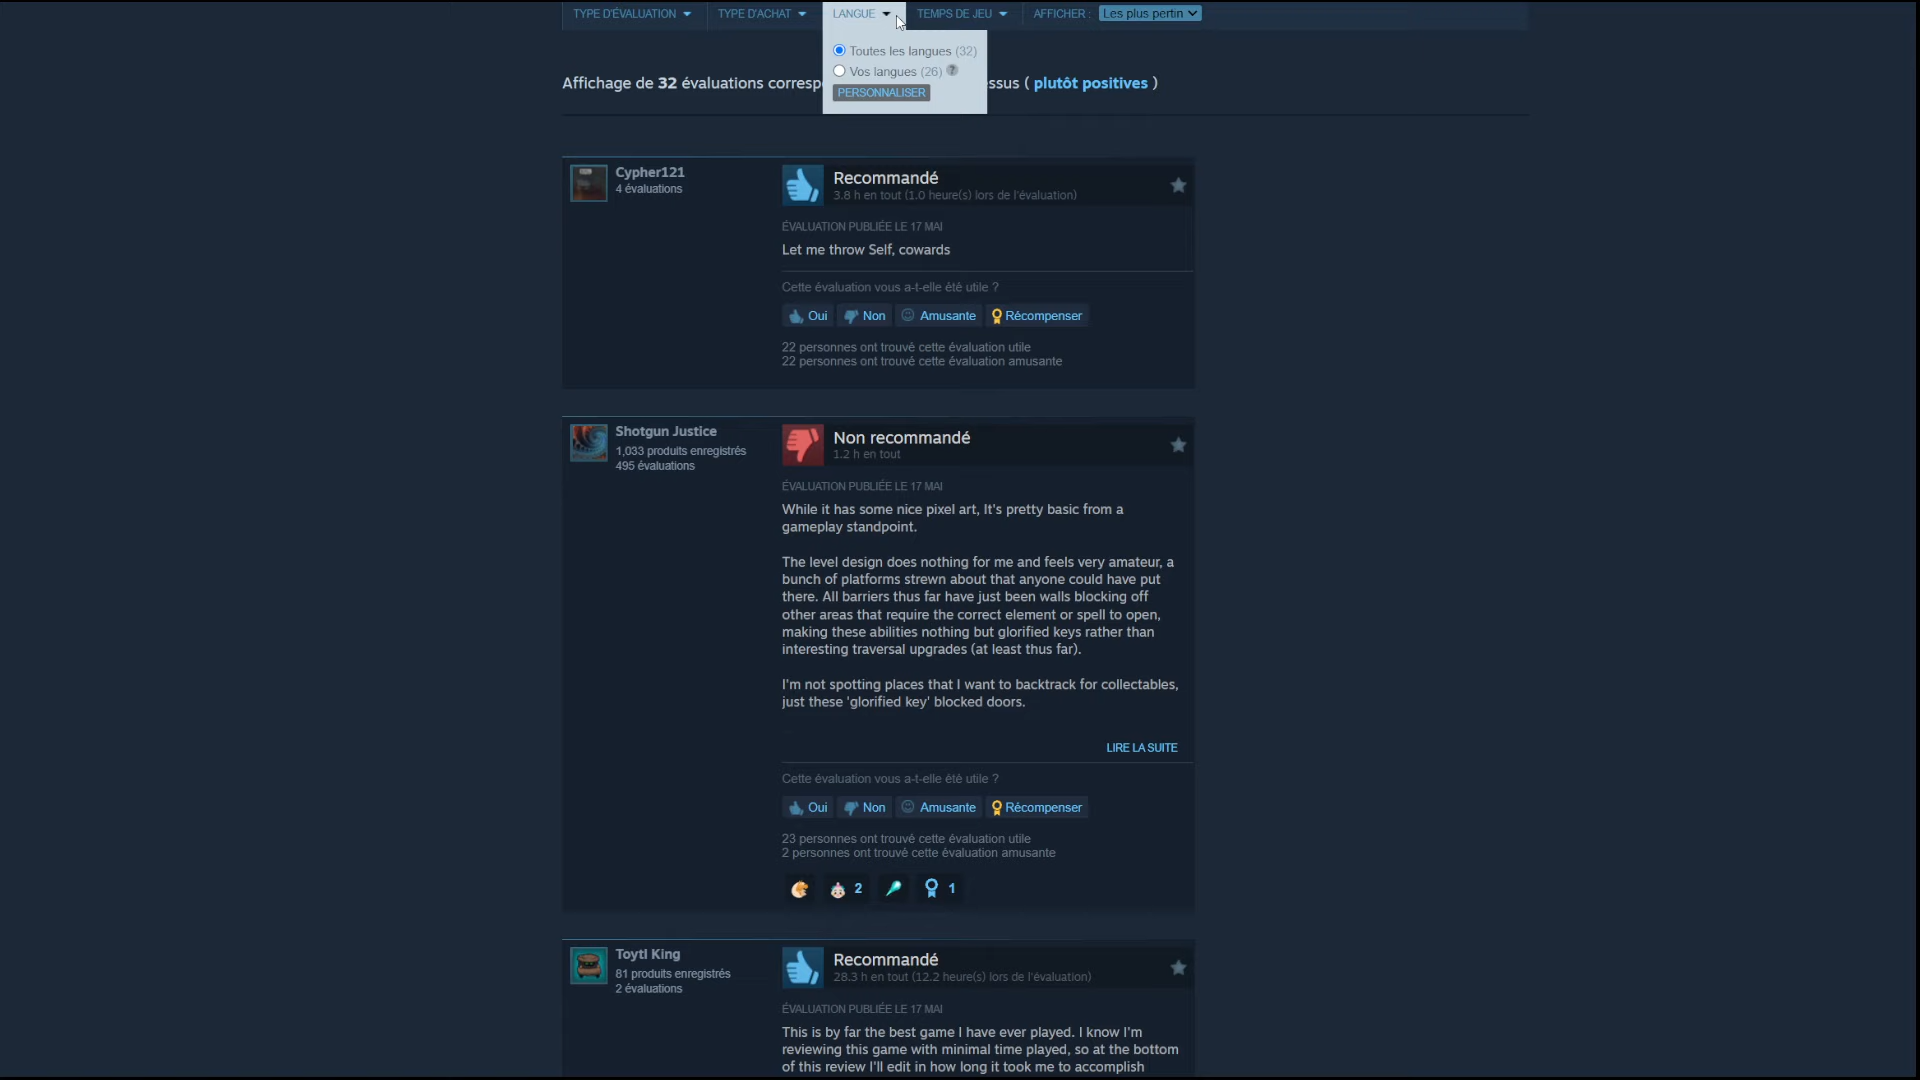 TYPE D'ÉVALUATION
TYPE D'ACHAT
LANGUE
TEMPS DE JEU
AFFICHER :
Les plus pertin
Toutes les langues (32)
Vos langues (26) ?
PERSONNALISER
Affichage de 32 évaluations corresp
ssus ( plutôt positives )
Cypher121
4 évaluations
Recommandé
3.8 h en tout (1.0 heure(s) lors de l'évaluation)
ÉVALUATION PUBLIÉE LE 17 MAI
Let me throw Self, cowards
Cette évaluation vous a-t-elle été utile ?
Oui
Non
Amusante
Récompenser
22 personnes ont trouvé cette évaluation utile
22 personnes ont trouvé cette évaluation amusante
Shotgun Justice
1,033 produits enregistrés
495 évaluations
Non recommandé
1.2 h en tout
ÉVALUATION PUBLIÉE LE 17 MAI
While it has some nice pixel art, It's pretty basic from a
gameplay standpoint.
The level design does nothing for me and feels very amateur, a
bunch of platforms strewn about that anyone could have put
there. All barriers thus far have just been walls blocking off
other areas that require the correct element or spell to open,
making these abilities nothing but glorified keys rather than
interesting traversal upgrades (at least thus far).
I'm not spotting places that I want to backtrack for collectables,
just these 'glorified key' blocked doors.
LIRE LA SUITE
Cette évaluation vous a-t-elle été utile ?
Oui
Non
Amusante
Récompenser
23 personnes ont trouvé cette évaluation utile
2 personnes ont trouvé cette évaluation amusante
2
1
Toytl King
81 produits enregistrés
2 évaluations
Recommandé
28.3 h en tout (12.2 heure(s) lors de l'évaluation)
ÉVALUATION PUBLIÉE LE 17 MAI
This is by far the best game I have ever played. I know I'm
reviewing this game with minimal time played, so at the bottom
of this review I'll edit in how long it took me to accomplish